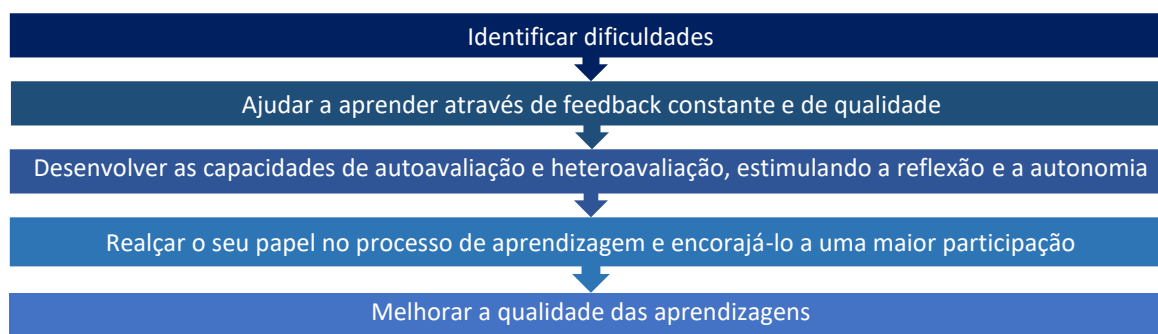 Identificar dificuldades
Ajudar a aprender através de feedback constante e de qualidade
Desenvolver as capacidades de autoavaliação e heteroavaliação, estimulando a reflexão e a autonomia
Realçar o seu papel no processo de aprendizagem e encorajá-lo a uma maior participação
Melhorar a qualidade das aprendizagens